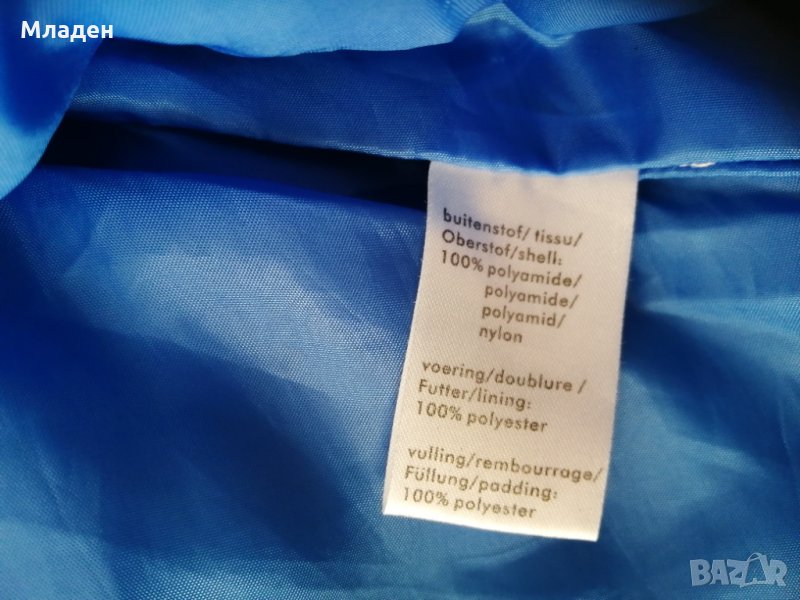 Младен
buitenstof/ tissu/
Oberstof/shell:
100% polyamide/
polyamide/
polyamid/
nylon
voering/doublure/
Futter/lining:
100% polyester
vulling/rembourrage/
Füllung/padding:
100% polyester
BAZAR